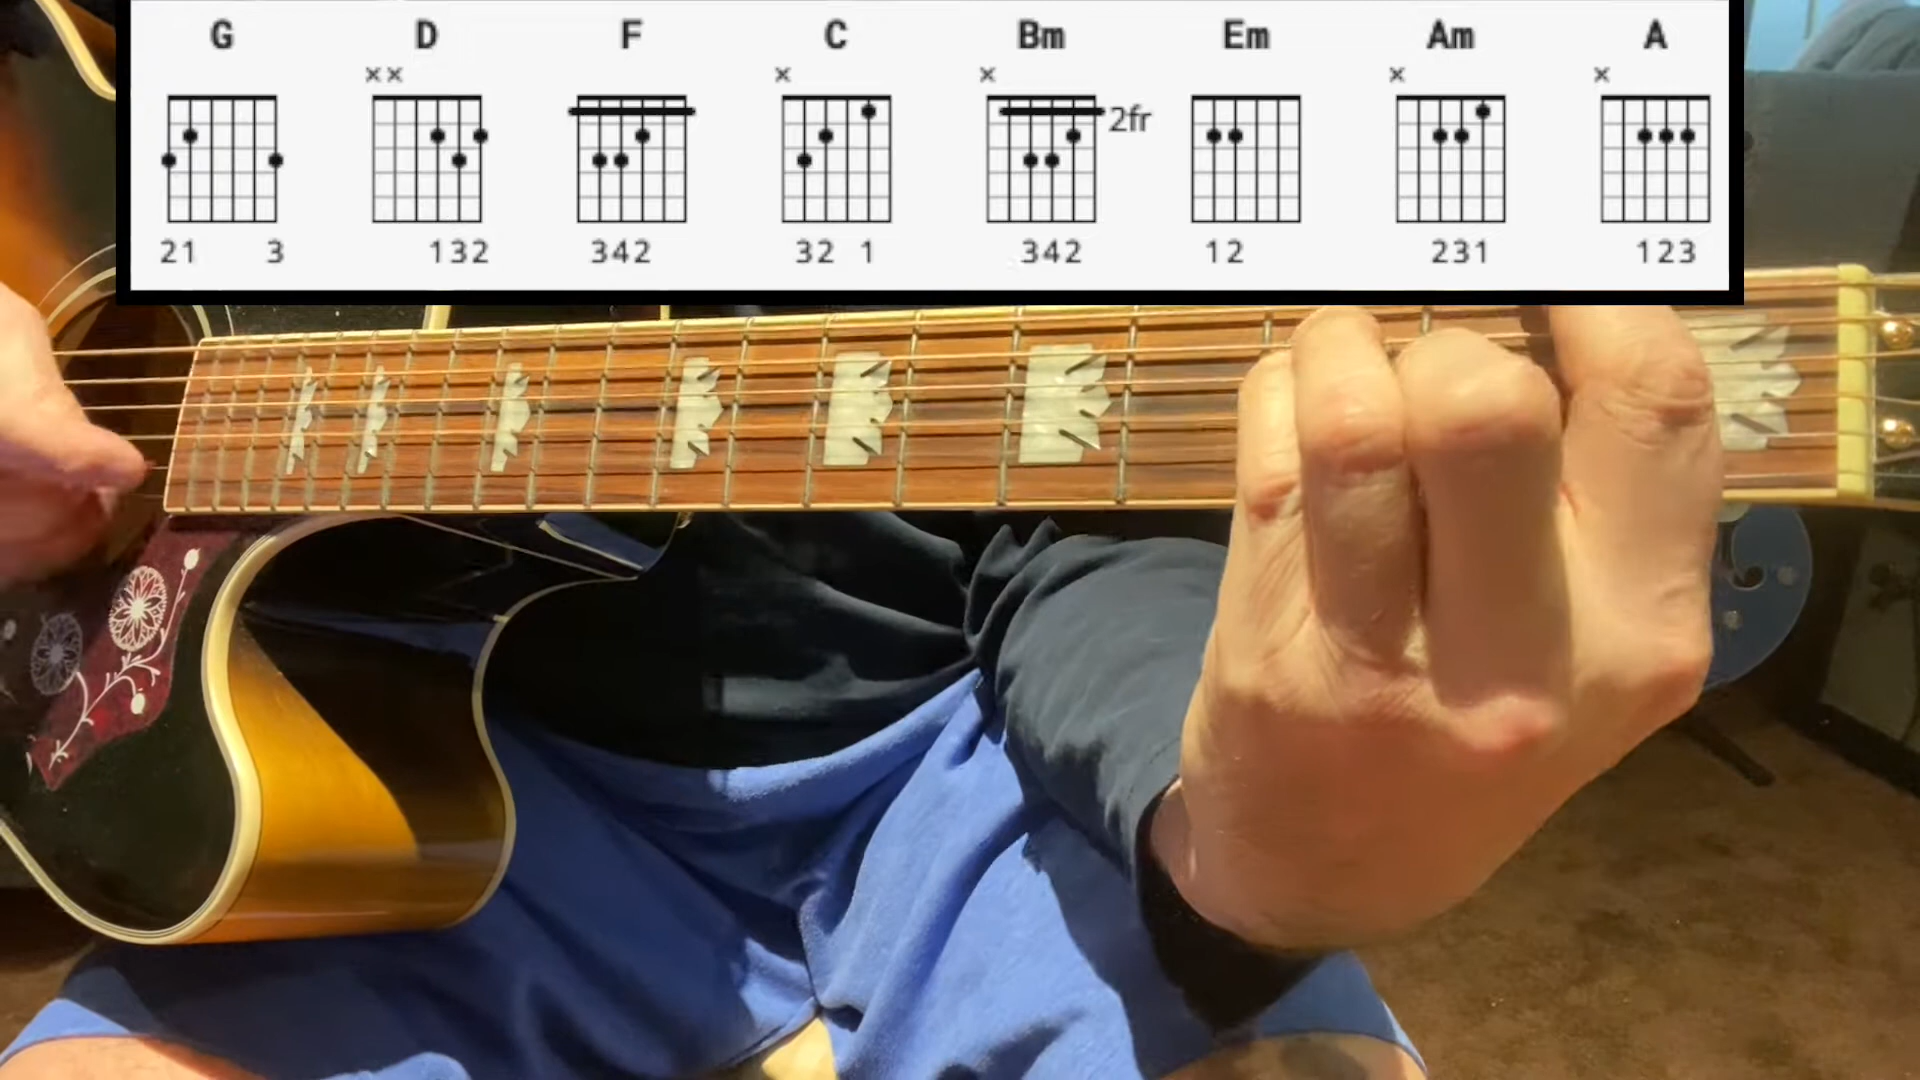 G D F C Bm Em Am A
×× × × × ×
2fr
21 3 132 342 32 1 342 12 231 123